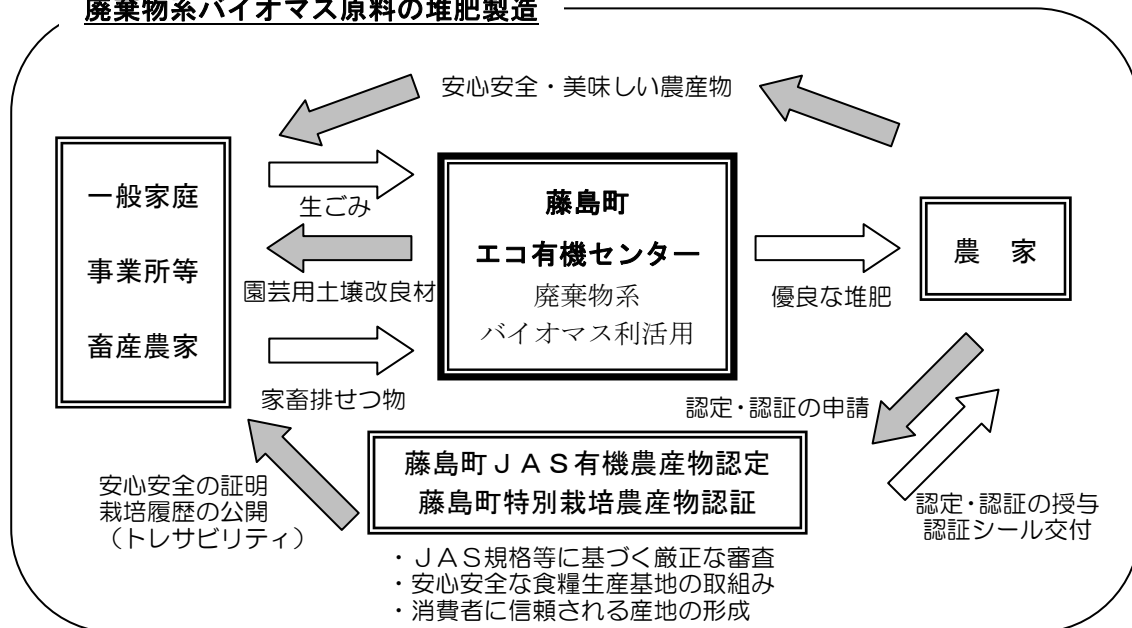 廃棄物系バイオマス原料の堆肥製造
安心安全・美味しい農産物
一般家庭
事業所等
畜産農家
生ごみ
園芸用土壌改良材
家畜排せつ物
藤島町
エコ有機センター
廃棄物系
バイオマス利活用
優良な堆肥
農　家
認定・認証の申請
藤島町ＪＡＳ有機農産物認定
藤島町特別栽培農産物認証
安心安全の証明
栽培履歴の公開
（トレサビリティ）
認定・認証の授与
認証シール交付
・ＪＡＳ規格等に基づく厳正な審査
・安心安全な食糧生産基地の取組み
・消費者に信頼される産地の形成